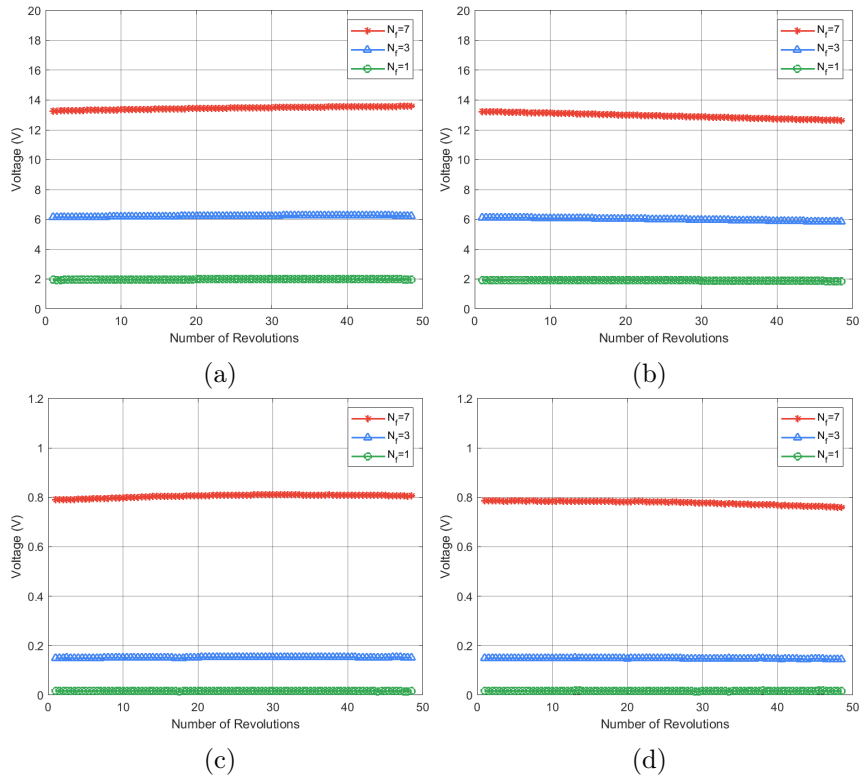 20
18
16
14
12
10
8
6
4
2
0
Voltage (V)
0 10 20 30 40 50
Number of Revolutions
N_f=7
N_f=3
N_f=1
(a)
20
18
16
14
12
10
8
6
4
2
0
Voltage (V)
0 10 20 30 40 50
Number of Revolutions
N_f=7
N_f=3
N_f=1
(b)
1.2
1
0.8
0.6
0.4
0.2
0
Voltage (V)
0 10 20 30 40 50
Number of Revolutions
N_f=7
N_f=3
N_f=1
(c)
1.2
1
0.8
0.6
0.4
0.2
0
Voltage (V)
0 10 20 30 40 50
Number of Revolutions
N_f=7
N_f=3
N_f=1
(d)